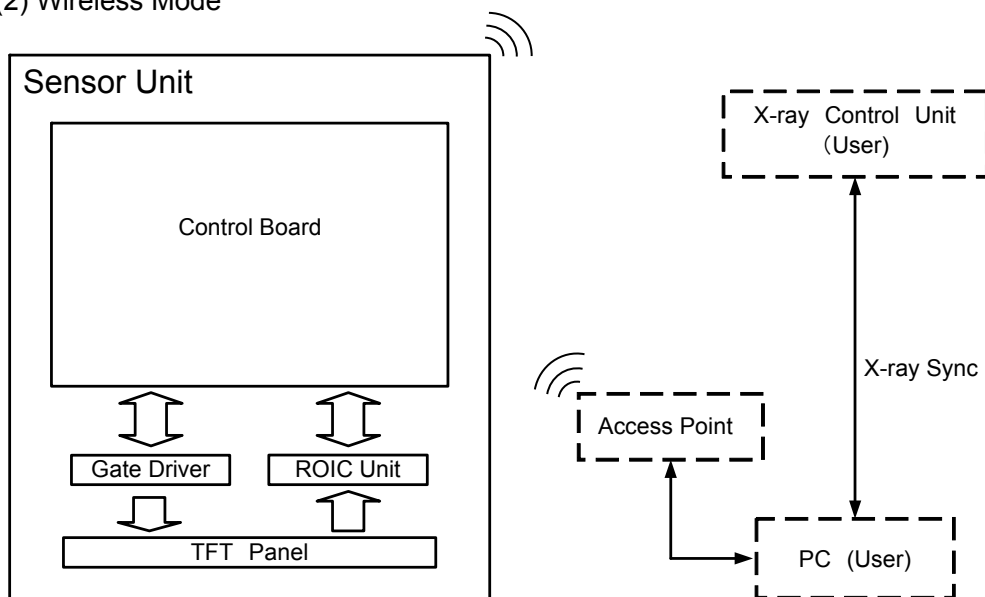 (2) Wireless Mode
Sensor Unit
Control Board
Gate Driver
ROIC Unit
TFT Panel
X-ray Control Unit
（User)
X-ray Sync
Access Point
PC (User)